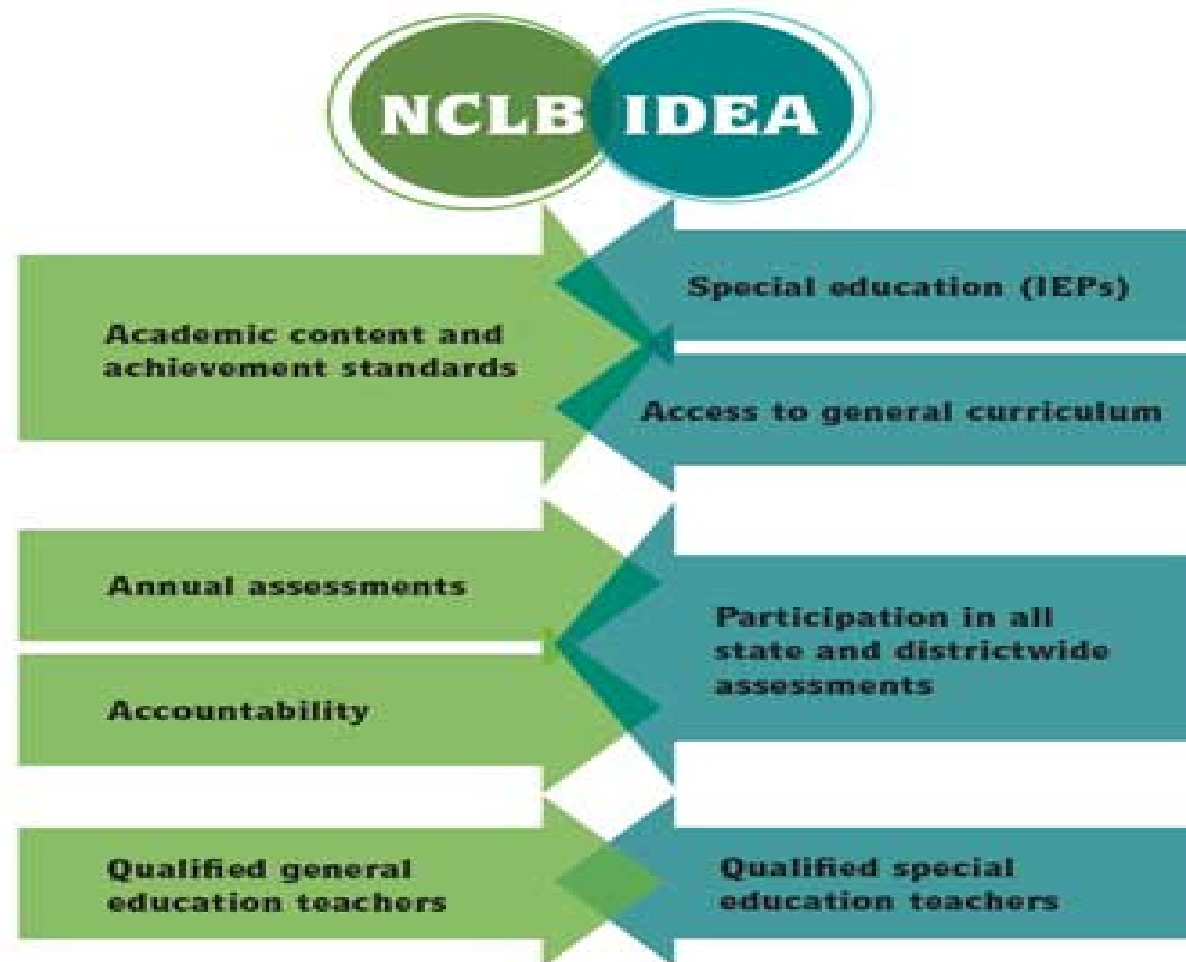 NCLB IDEA
Academic content and
achievement standards
Special education (IEPs)
Access to general curriculum
Annual assessments
Accountability
Participation in all
state and districtwide
assessments
Qualified general
education teachers
Qualified special
education teachers